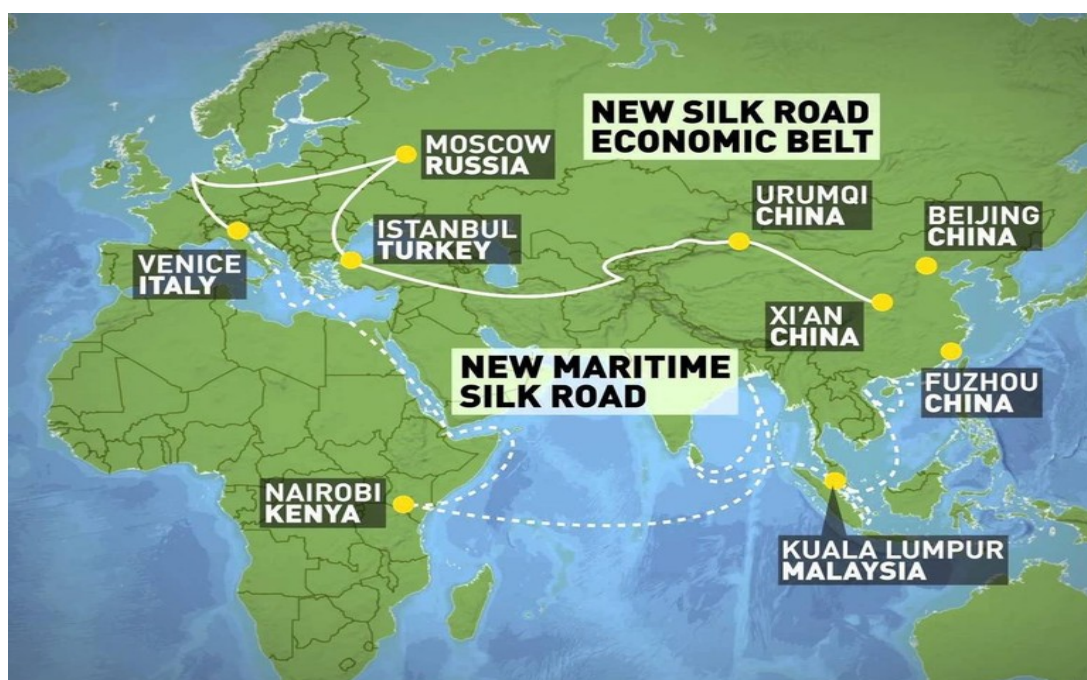 NEW SILK ROAD
ECONOMIC BELT
MOSCOW
RUSSIA
URUMQI
CHINA
BEIJING
CHINA
ISTANBUL
TURKEY
VENICE
ITALY
XI'AN
CHINA
NEW MARITIME
SILK ROAD
FUZHOU
CHINA
NAIROBI
KENYA
KUALA LUMPUR
MALAYSIA